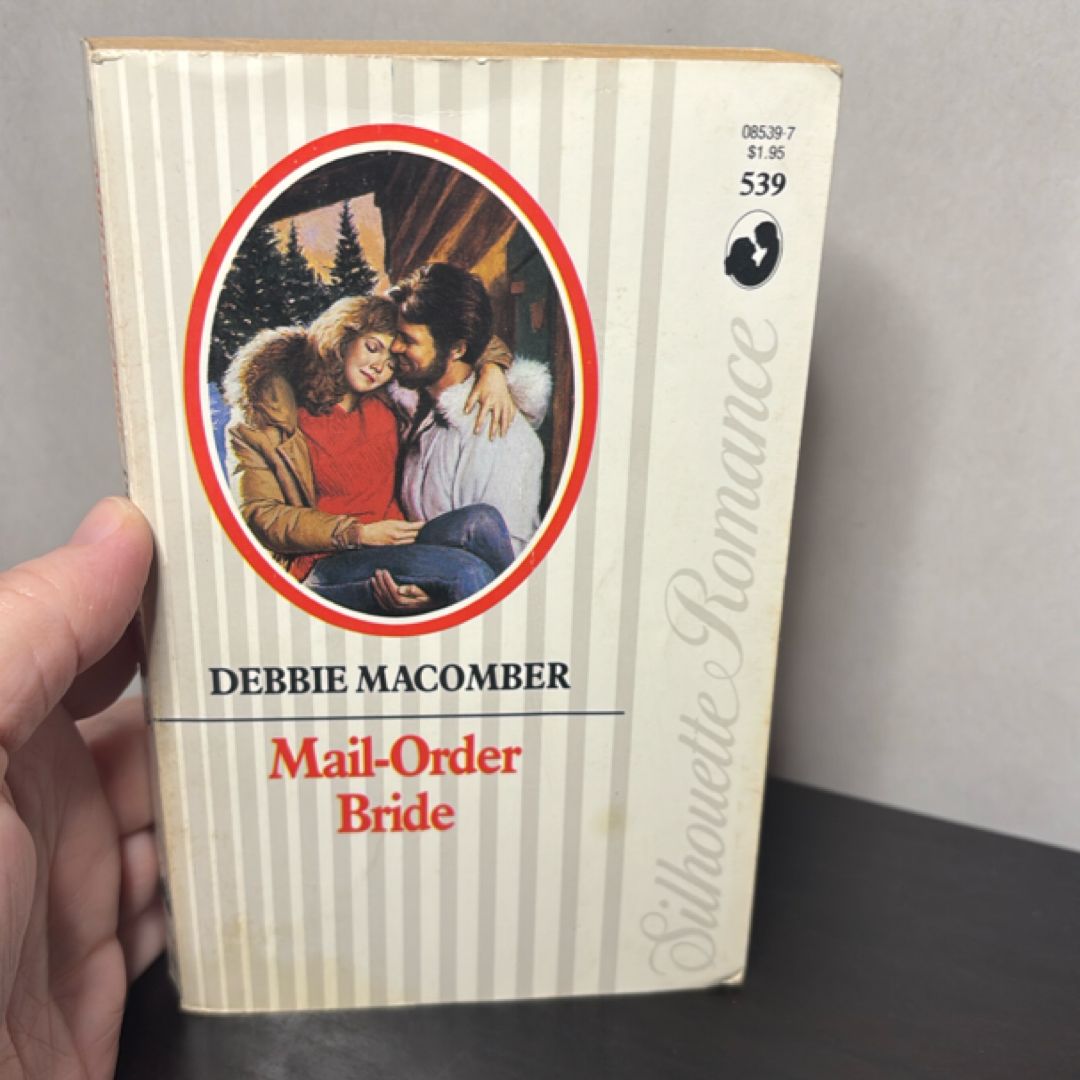 08539-7
$1.95
539
DEBBIE MACOMBER
Mail-Order
Bride
Silhouette Romance